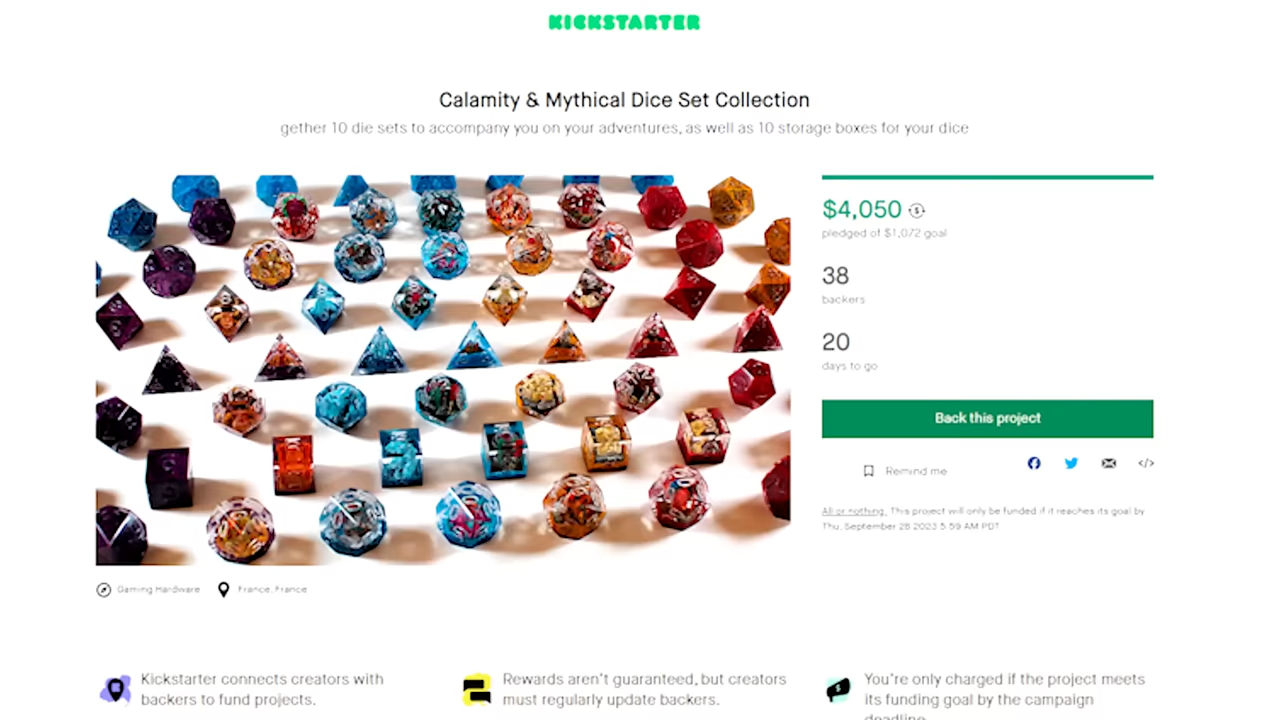 KICKSTARTER
Calamity & Mythical Dice Set Collection
gether 10 die sets to accompany you on your adventures, as well as 10 storage boxes for your dice
$4,050
pledged of $1,072 goal
38
backers
20
days to go
Back this project
Remind me
All or nothing. This project will only be funded if it reaches its goal by
Thu, September 28 2023 5:59 AM PDT
Gaming Hardware France, France
Kickstarter connects creators with
backers to fund projects.
Rewards aren't guaranteed, but creators
must regularly update backers.
You're only charged if the project meets
its funding goal by the campaign
deadline.